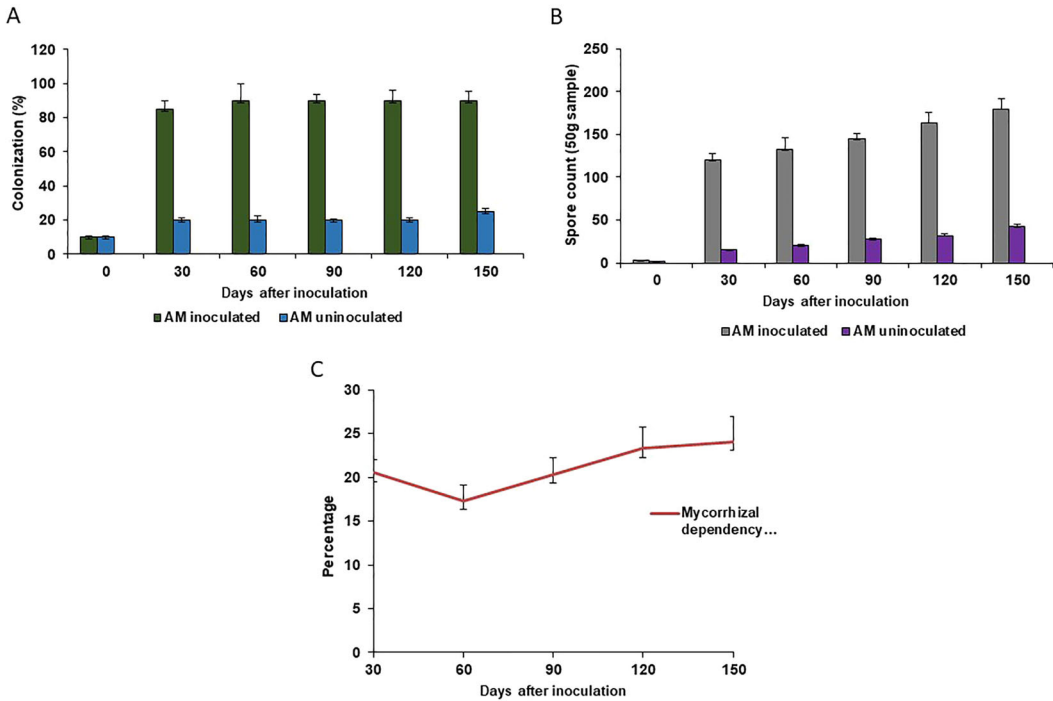 A
120
100
80
60
40
20
0
Colonization (%)
0 30 60 90 120 150
Days after inoculation
AM inoculated AM uninoculated
B
250
200
150
100
50
0
Spore count (50g sample)
0 30 60 90 120 150
Days after inoculation
AM inoculated AM uninoculated
C
30
25
20
15
10
5
0
Percentage
30 60 90 120 150
Days after inoculation
Mycorrhizal
dependency...